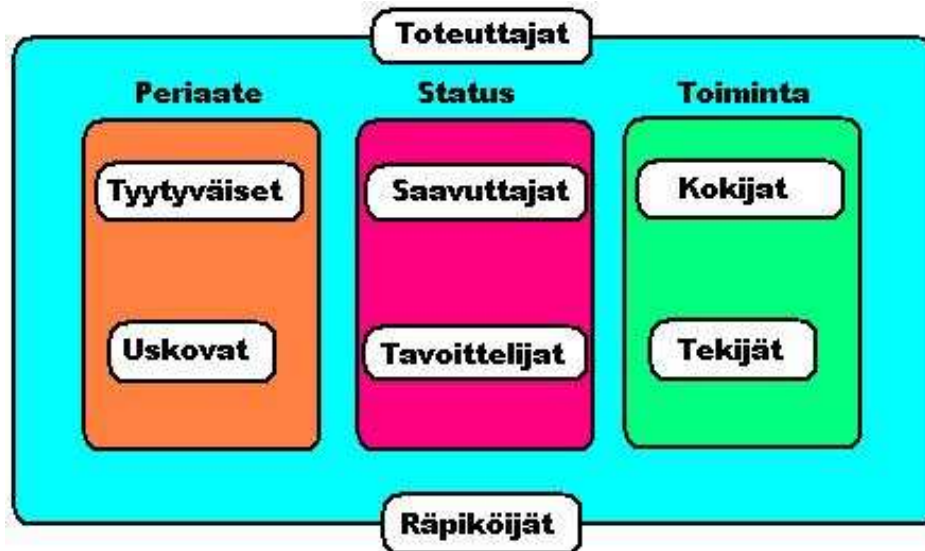 Toteuttajat
Periaate Status Toiminta
Tyytyväiset Saavuttajat Kokijat
Uskovat Tavoittelijat Tekijät
Räpiköijät